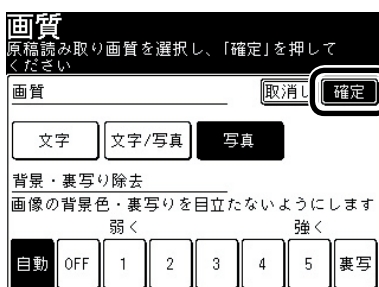 画質
原稿読み取り画質を選択し、「確定」を押して
ください
画質 取消し 確定
文字 文字/写真 写真
背景・裏写り除去
画像の背景色・裏写りを目立たないようにします
弱く 強く
自動 OFF 1 2 3 4 5 裏写